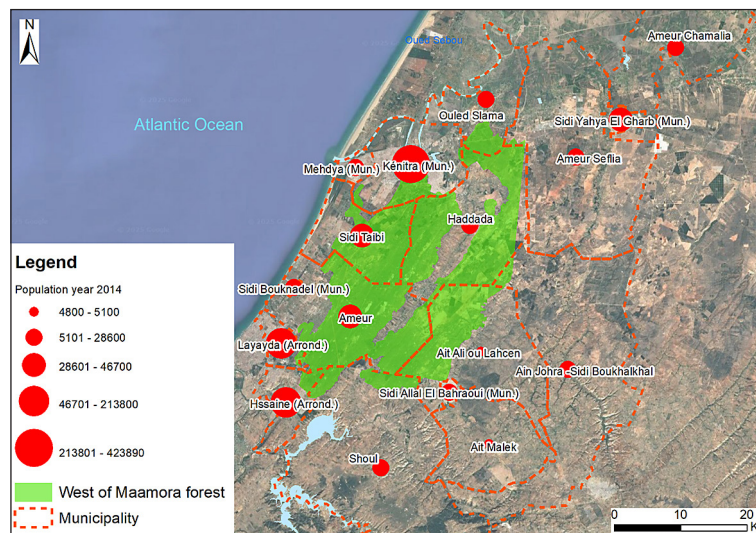 N
Oued Sebou
Ameur Chamalia
Ouled Slama
Sidi Yahya El Gharb (Mun.)
Atlantic Ocean
Mehdya (Mun.)
Kénitra (Mun.)
Ameur Seflia
Haddada
Sidi Taibi
Sidi Bouknadel (Mun.)
Ameur
Layayda (Arrond.)
Ait Ali ou Lahcen
Ain Johra -Sidi Boukhalkhal
Hssaine (Arrond.)
Sidi Allal El Bahraoui (Mun.)
Ait Malek
Shoul
Legend
Population year 2014
4800 - 5100
5101 - 28600
28601 - 46700
46701 - 213800
213801 - 423890
West of Maamora forest
Municipality
0 10 20
K